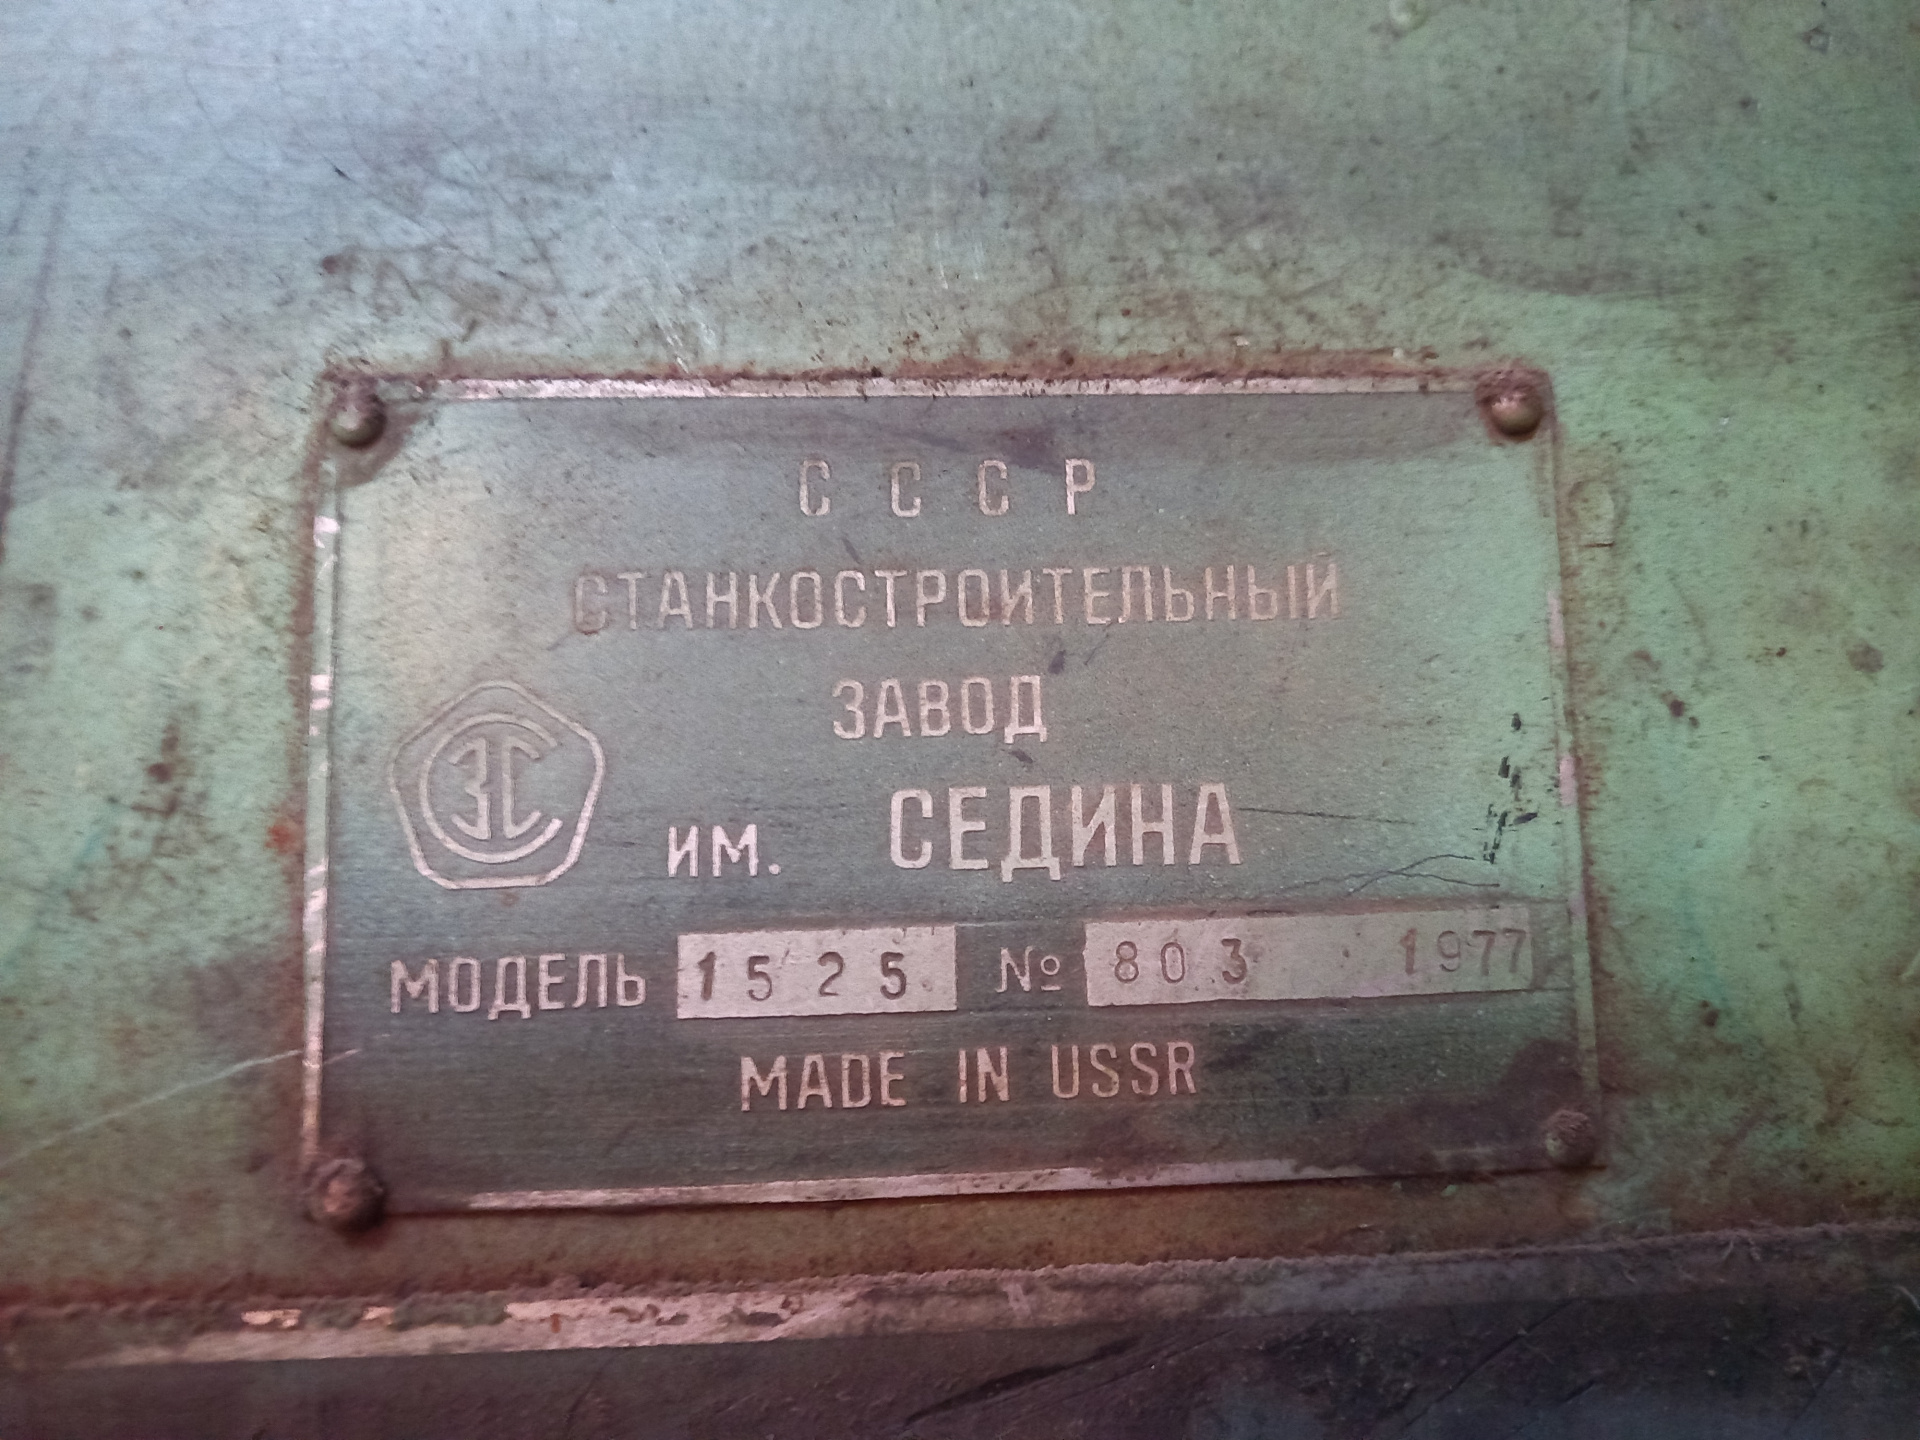 СССР
СТАНКОСТРОИТЕЛЬНЫЙ
ЗАВОД
ЗС
ИМ. СЕДИНА
МОДЕЛЬ 1525 № 803 1977
MADE IN USSR